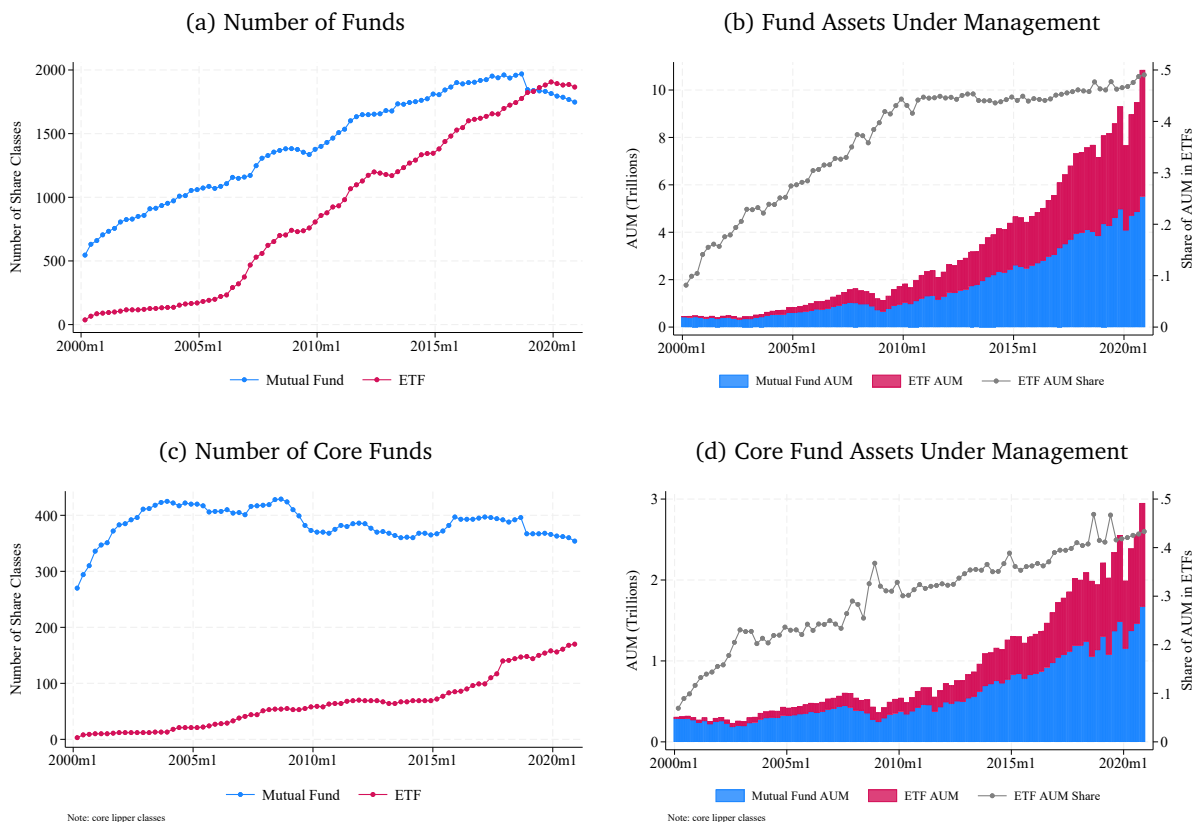 (a) Number of Funds
Number of Share Classes
2000
1500
1000
500
0
2000m1 2005m1 2010m1 2015m1 2020m1
Mutual Fund ETF
(b) Fund Assets Under Management
AUM (Trillions)
10
8
6
4
2
0
.5
.4
.3
.2
.1
0
Share of AUM in ETFs
2000m1 2005m1 2010m1 2015m1 2020m1
Mutual Fund AUM ETF AUM ETF AUM Share
(c) Number of Core Funds
Number of Share Classes
400
300
200
100
0
2000m1 2005m1 2010m1 2015m1 2020m1
Mutual Fund ETF
Note: core lipper classes
(d) Core Fund Assets Under Management
AUM (Trillions)
3
2
1
0
.5
.4
.3
.2
.1
0
Share of AUM in ETFs
2000m1 2005m1 2010m1 2015m1 2020m1
Mutual Fund AUM ETF AUM ETF AUM Share
Note: core lipper classes